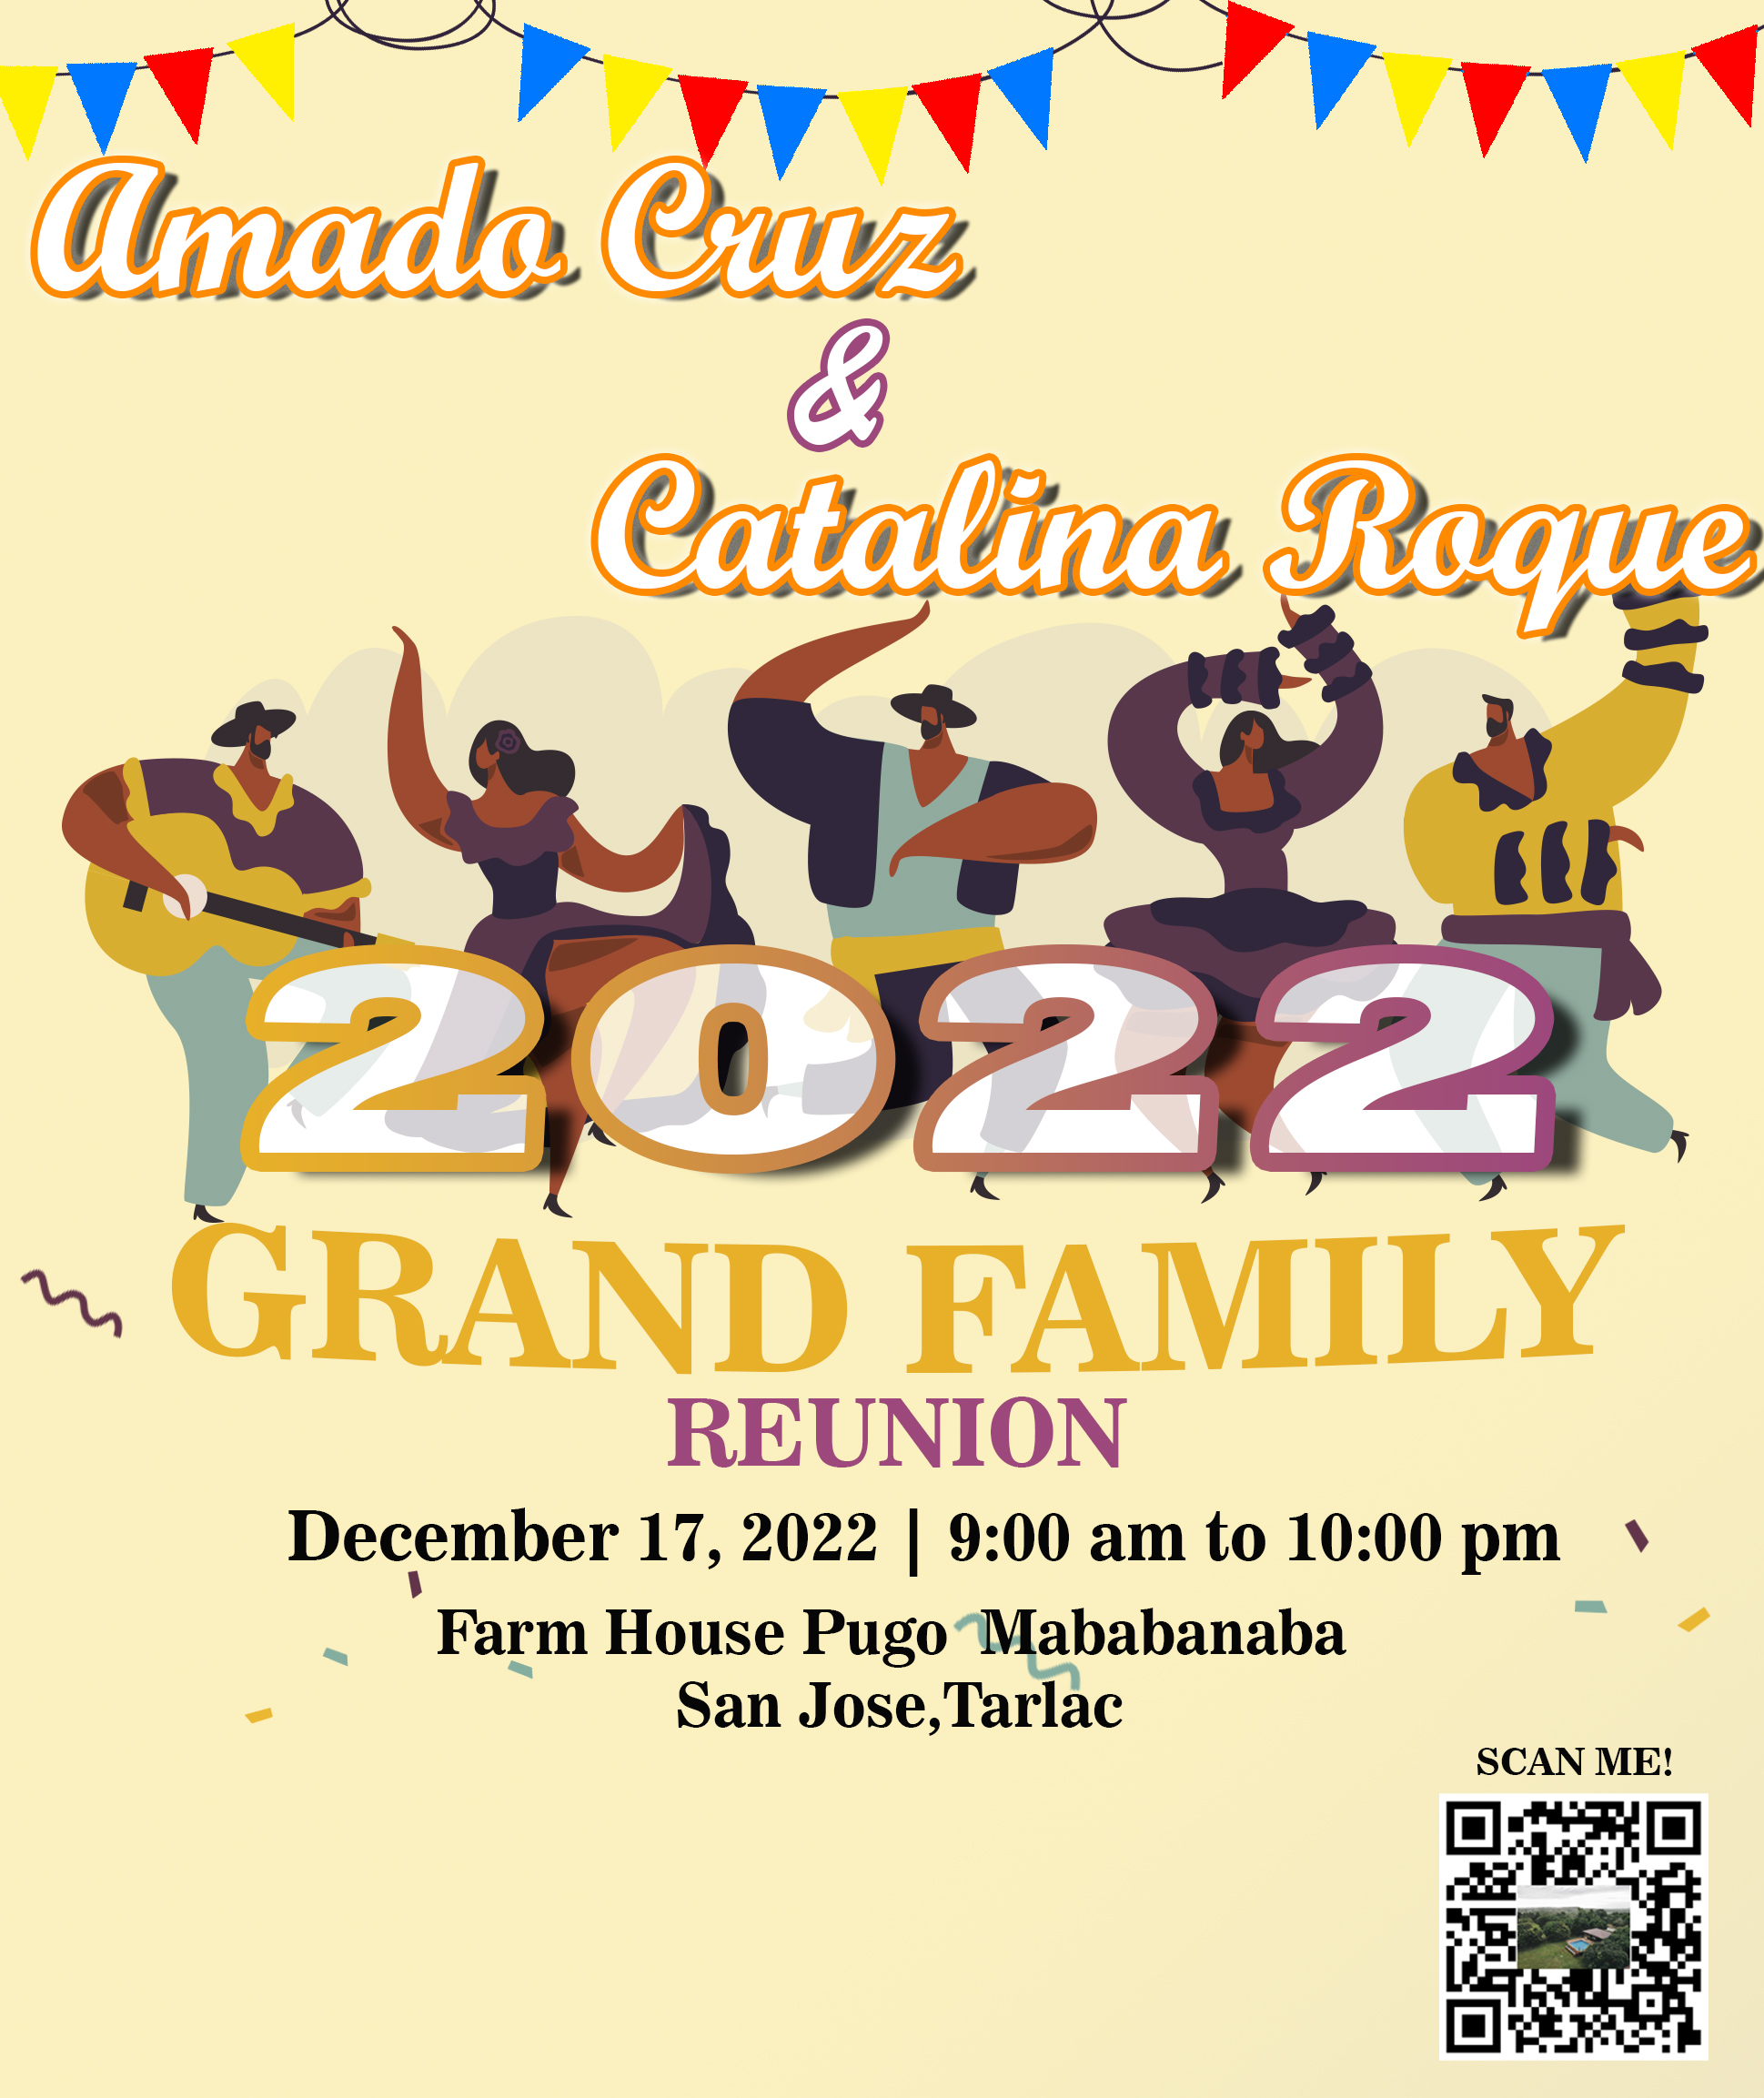 Amado Cruz
&
Catalina Roque
2022
GRAND FAMILY
REUNION
December 17, 2022 | 9:00 am to 10:00 pm
Farm House Pugo Mababanaba
San Jose,Tarlac
SCAN ME!